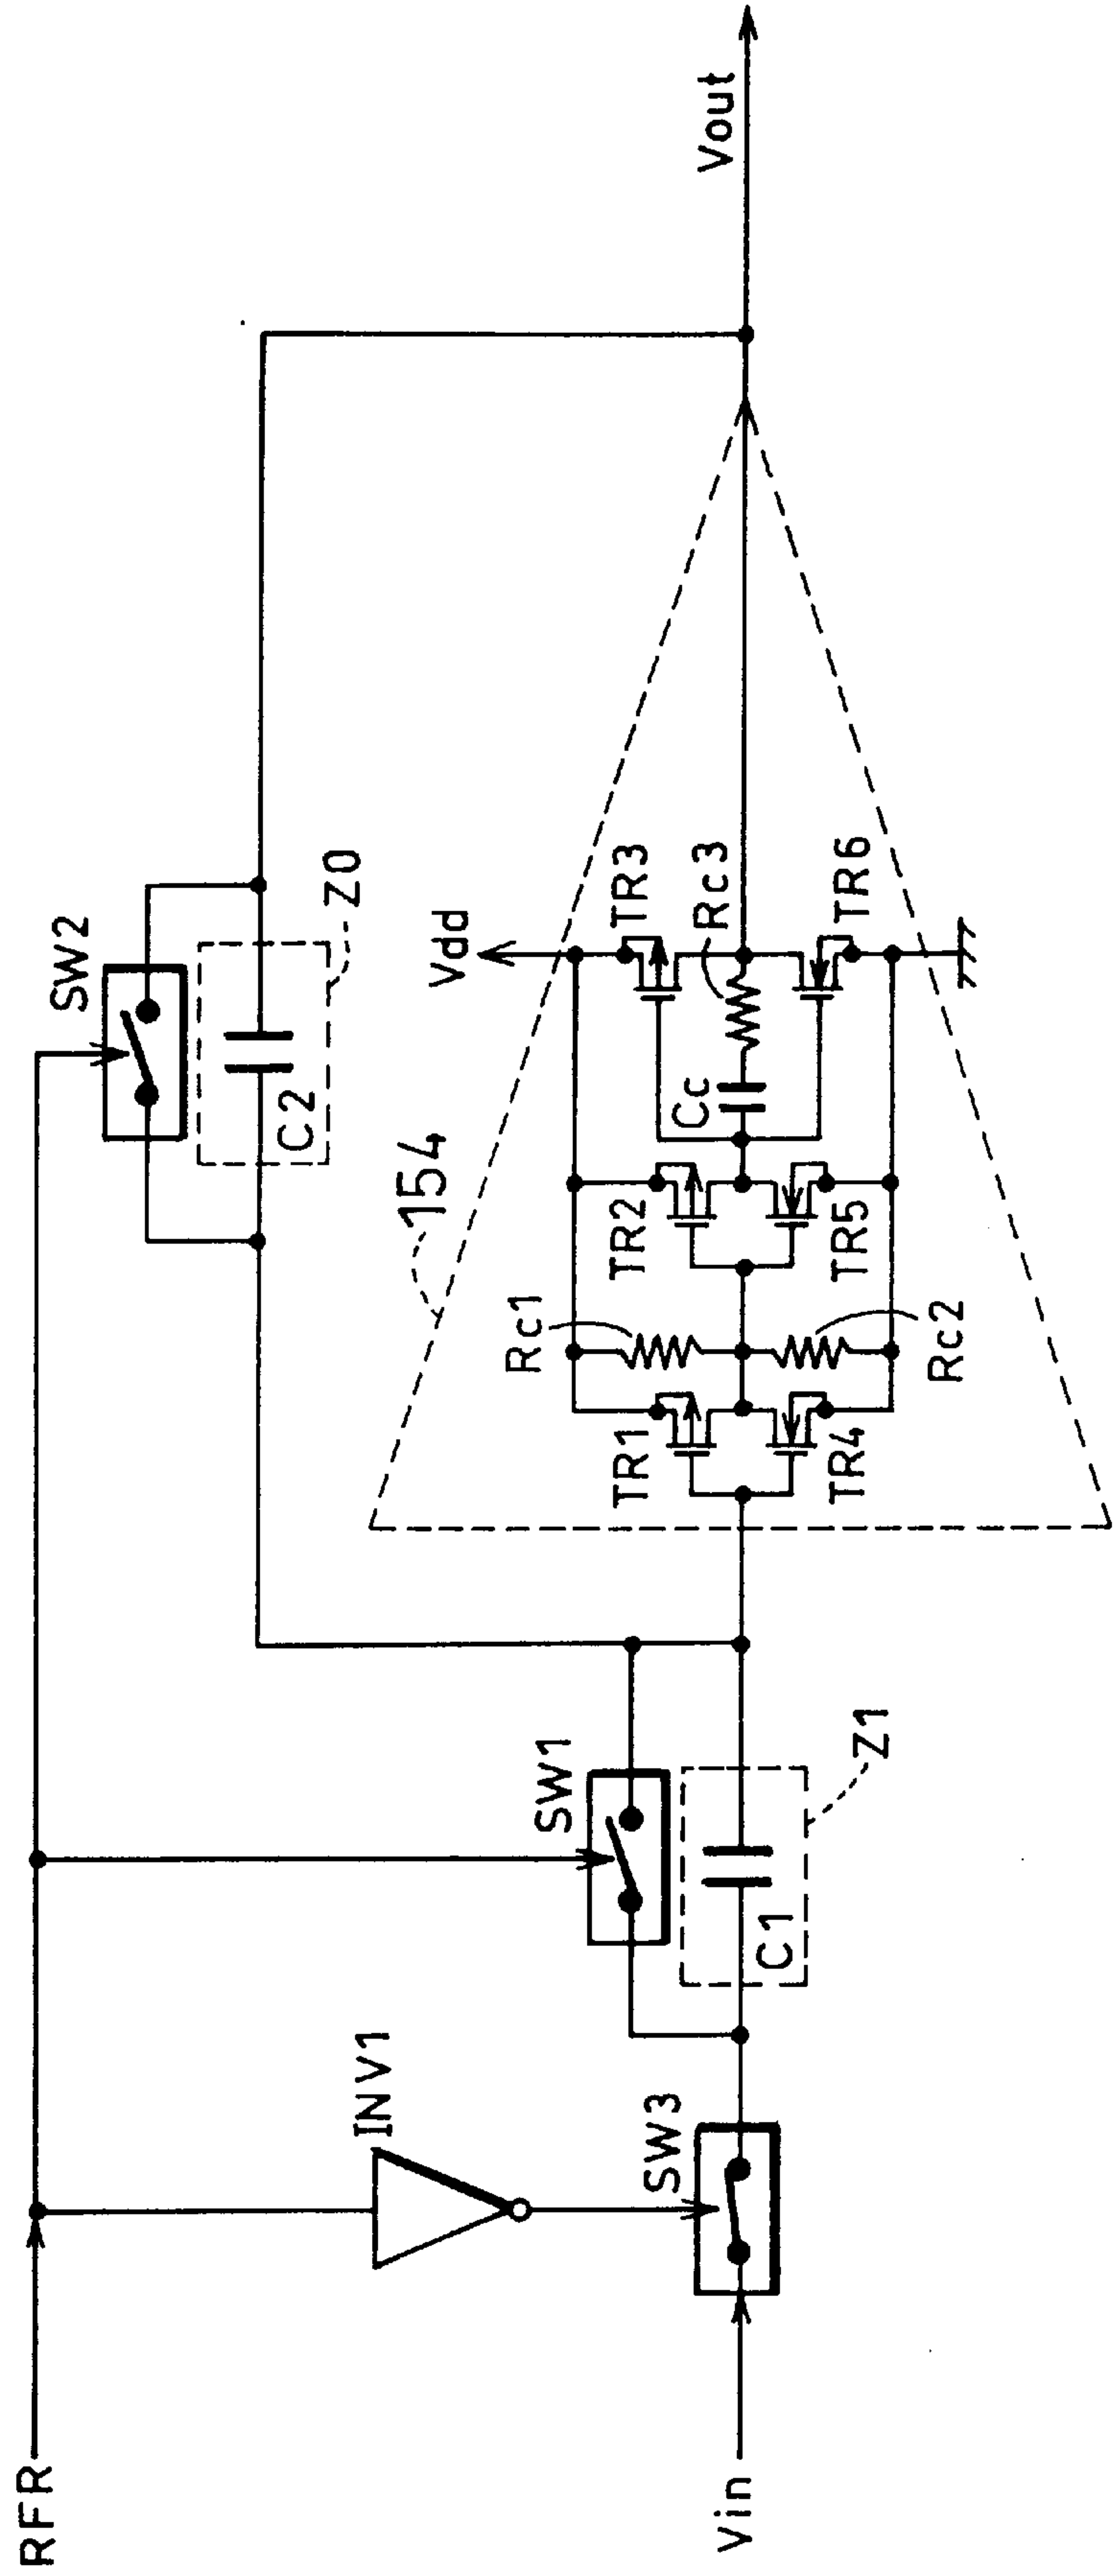 RFR
INV1
SW2
C2
Z0
SW1
C1
Z1
SW3
Vin
154
Vdd
Rc1
TR1
TR2
TR3
Cc
Rc3
TR4
TR5
TR6
Rc2
Vout